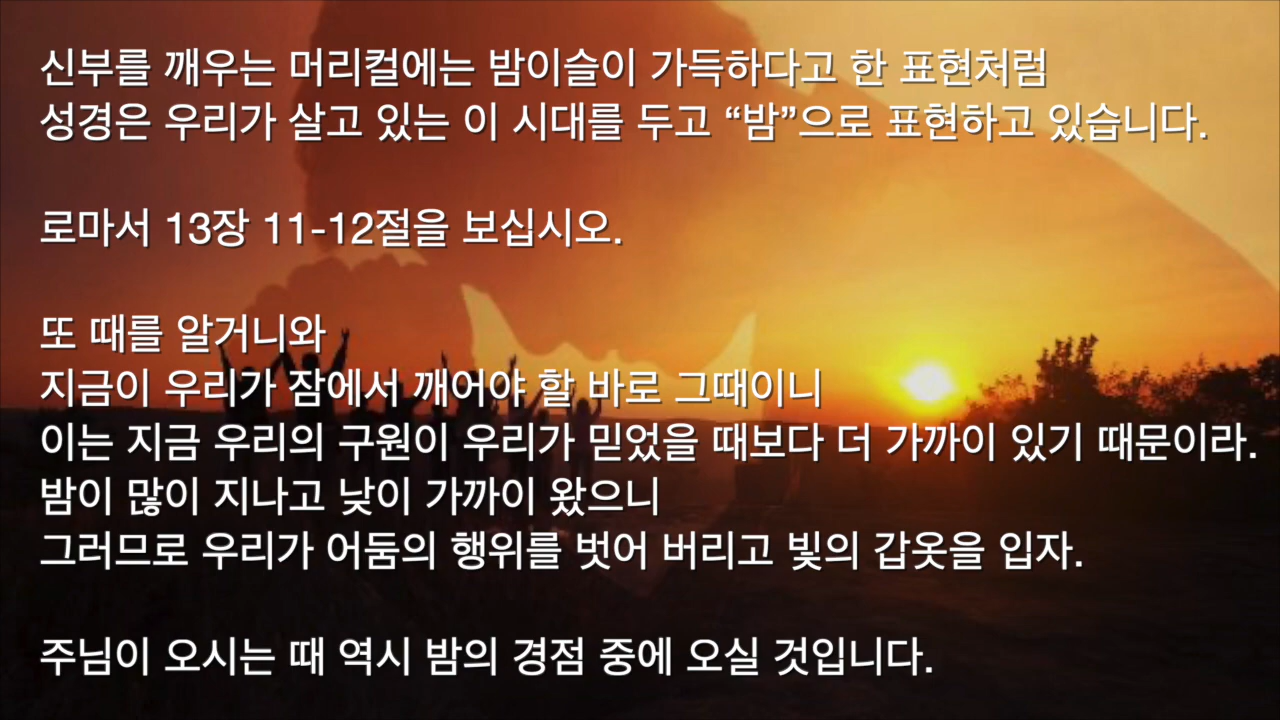 신부를 깨우는 머리컬에는 밤이슬이 가득하다고 한 표현처럼
성경은 우리가 살고 있는 이 시대를 두고 “밤”으로 표현하고 있습니다.
로마서 13장 11-12절을 보십시오.
또 때를 알거니와
지금이 우리가 잠에서 깨어야 할 바로 그때이니
이는 지금 우리의 구원이 우리가 믿었을 때보다 더 가까이 있기 때문이라.
밤이 많이 지나고 낮이 가까이 왔으니
그러므로 우리가 어둠의 행위를 벗어 버리고 빛의 갑옷을 입자.
주님이 오시는 때 역시 밤의 경점 중에 오실 것입니다.